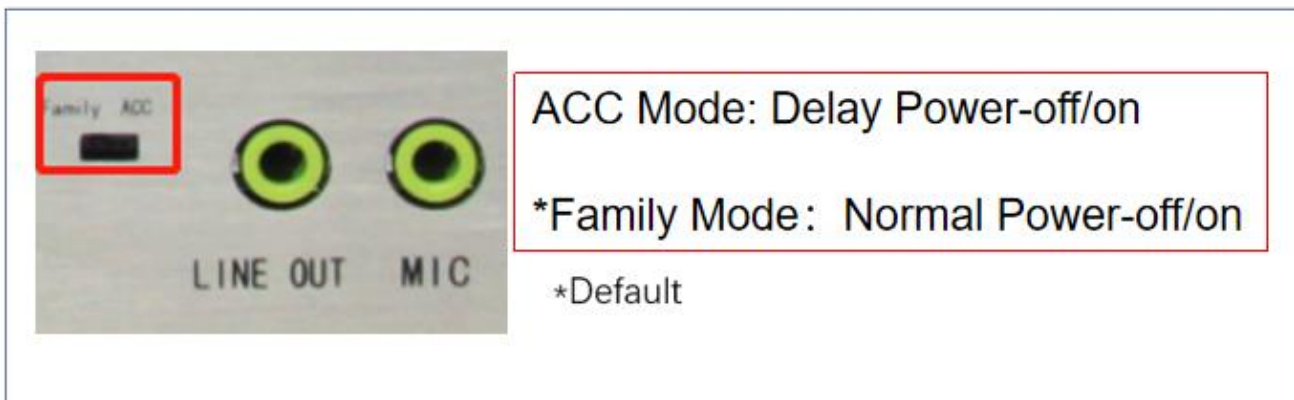 Family ACC
LINE OUT MIC
ACC Mode: Delay Power-off/on
*Family Mode： Normal Power-off/on
*Default